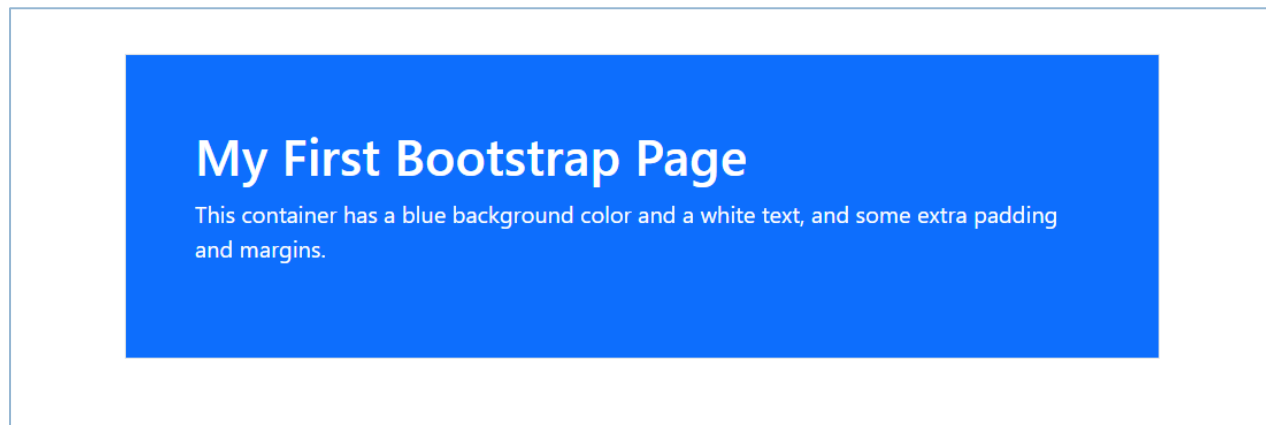 My First Bootstrap Page
This container has a blue background color and a white text, and some extra padding
and margins.